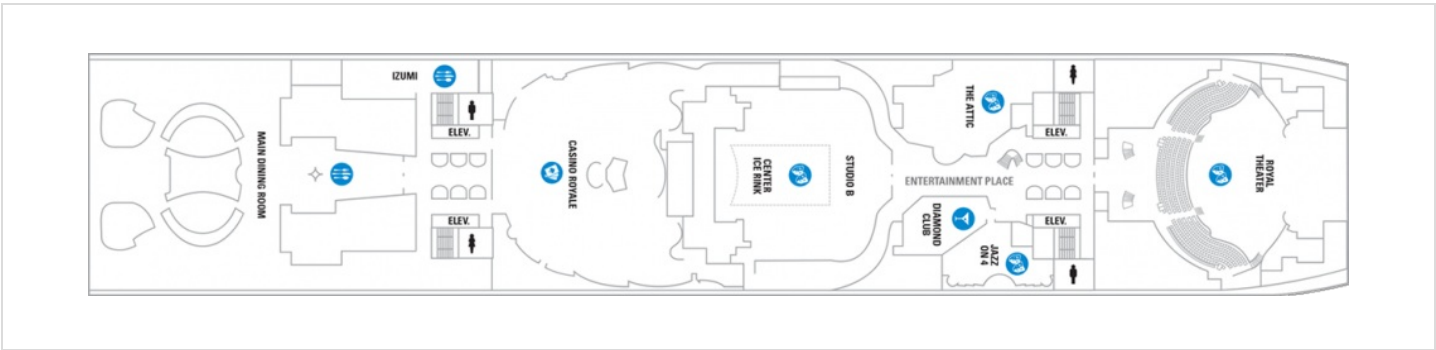 IZUMI
ELEV.
MAIN DINING ROOM
ELEV.
CASINO ROYALE
CENTER
ICE RINK
STUDIO B
THE ATTIC
ELEV.
ENTERTAINMENT PLACE
DIAMOND
CLUB
JAZZ
ON 4
ELEV.
ROYAL
THEATER